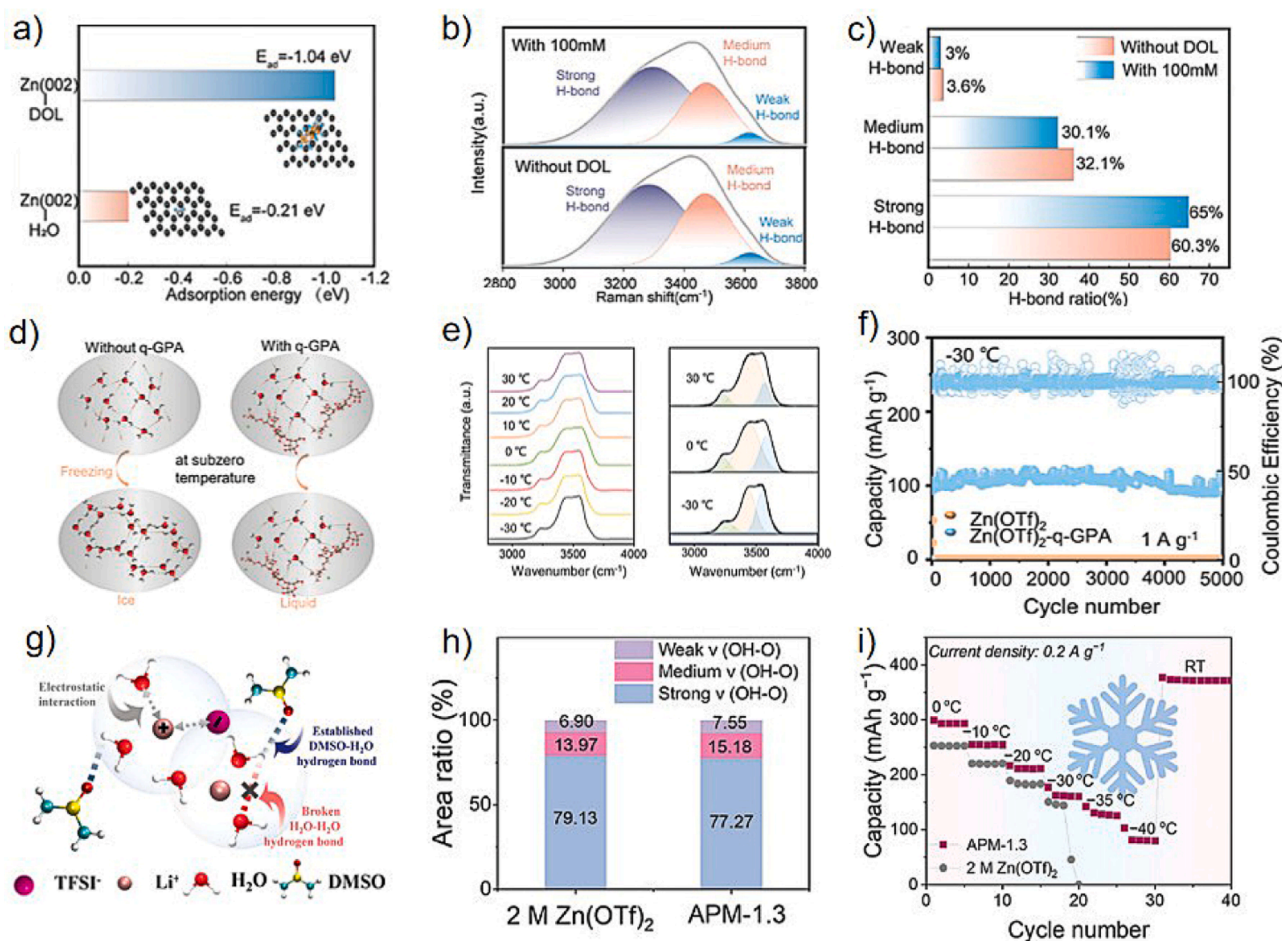 a)
Zn(002)
DOL
E_ad=-1.04 eV
Zn(002)
H₂O
E_ad=-0.21 eV
0 -0.2 -0.4 -0.6 -0.8 -1 -1.2
Adsorption energy (eV)
b)
Intensity(a.u.)
With 100mM
Strong
H-bond
Medium
H-bond
Weak
H-bond
Without DOL
Strong
H-bond
Medium
H-bond
Weak
H-bond
2800 3000 3200 3400 3600 3800
Raman shift(cm⁻¹)
c)
Weak
H-bond
3%
3.6%
Without DOL
With 100mM
Medium
H-bond
30.1%
32.1%
Strong
H-bond
65%
60.3%
0 10 20 30 40 50 60 70
H-bond ratio(%)
d)
Without q-GPA
With q-GPA
Freezing
at subzero
temperature
Ice
Liquid
e)
Transmittance (a.u.)
30 ℃
20 ℃
10 ℃
0 ℃
-10 ℃
-20 ℃
-30 ℃
3000 3500 4000
Wavenumber (cm⁻¹)
30 ℃
0 ℃
-30 ℃
3000 3500 4000
Wavenumber (cm⁻¹)
f)
Capacity (mAh g⁻¹)
300
250
200
150
100
50
0
-30 ℃
Zn(OTf)₂
Zn(OTf)₂-q-GPA
1 A g⁻¹
100
50
0
Coulombic Efficiency (%)
0 1000 2000 3000 4000 5000
Cycle number
g)
Electrostatic
interaction
Established
DMSO-H₂O
hydrogen bond
Broken
H₂O-H₂O
hydrogen bond
TFSI⁻ Li⁺ H₂O DMSO
h)
Area ratio (%)
100
50
0
Weak ν (OH-O)
Medium ν (OH-O)
Strong ν (OH-O)
6.90
13.97
79.13
7.55
15.18
77.27
2 M Zn(OTf)₂ APM-1.3
i)
Capacity (mAh g⁻¹)
400
300
200
100
0
Current density: 0.2 A g⁻¹
0 ℃
−10 ℃
−20 ℃
−30 ℃
−35 ℃
−40 ℃
RT
APM-1.3
2 M Zn(OTf)₂
0 10 20 30 40
Cycle number